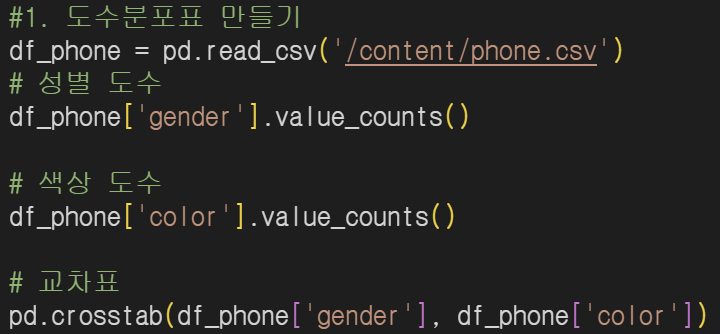 #1. 도수분포표 만들기
df_phone = pd.read_csv('/content/phone.csv')
# 성별 도수
df_phone['gender'].value_counts()
# 색상 도수
df_phone['color'].value_counts()
# 교차표
pd.crosstab(df_phone['gender'], df_phone['color'])